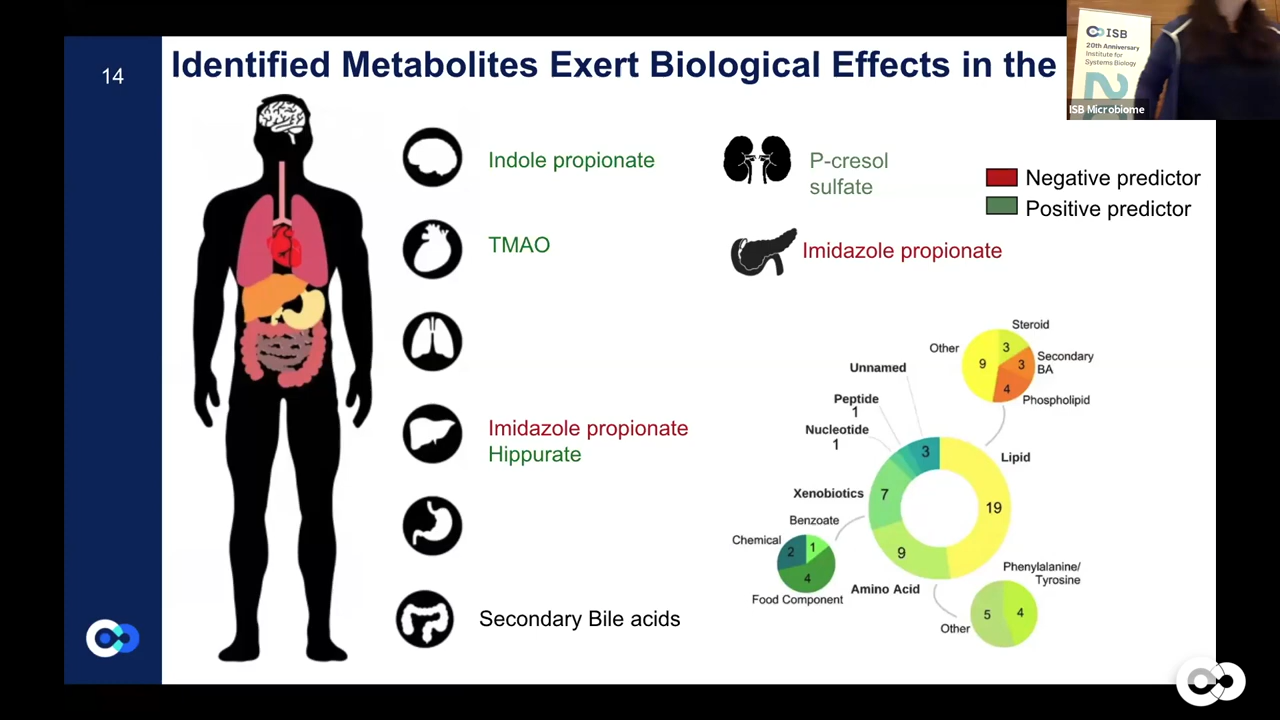 14
Identified Metabolites Exert Biological Effects in the
ISB
20th Anniversary
Institute for
Systems Biology
ISB Microbiome
Indole propionate
P-cresol
sulfate
Negative predictor
Positive predictor
TMAO
Imidazole propionate
Imidazole propionate
Hippurate
Secondary Bile acids
Steroid
Other
3
9
3
Secondary
BA
4
Phospholipid
Unnamed
Peptide
1
Nucleotide
1
3
Lipid
Xenobiotics
7
19
Benzoate
Chemical
2
1
4
Food Component
9
Amino Acid
Phenylalanine/
Tyrosine
5
4
Other